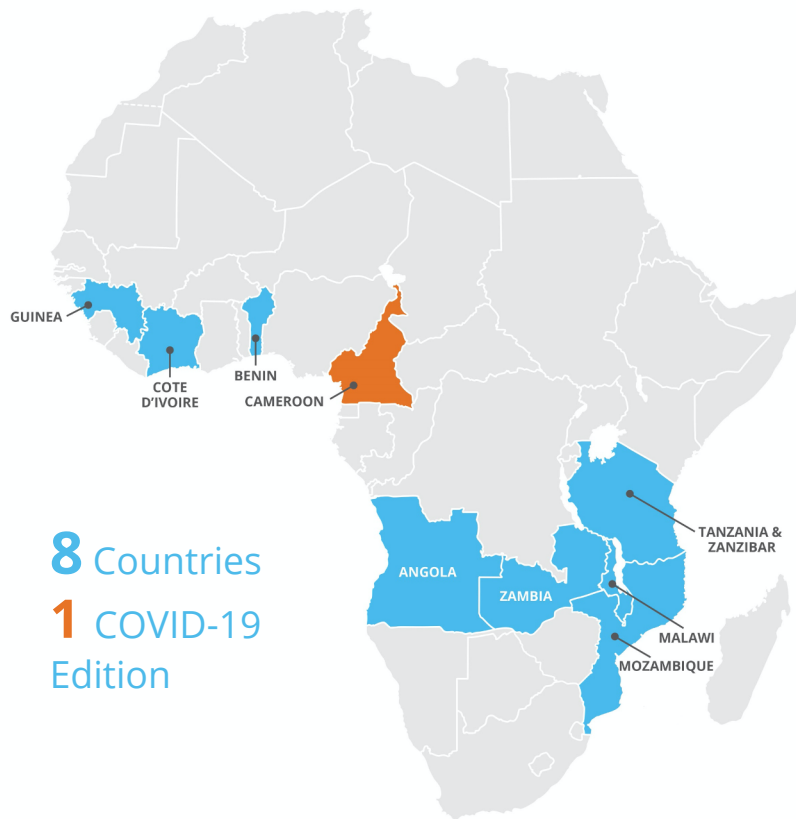 GUINEA
COTE
D'IVOIRE
BENIN
CAMEROON
8 Countries
1 COVID-19
Edition
ANGOLA
ZAMBIA
TANZANIA &
ZANZIBAR
MALAWI
MOZAMBIQUE